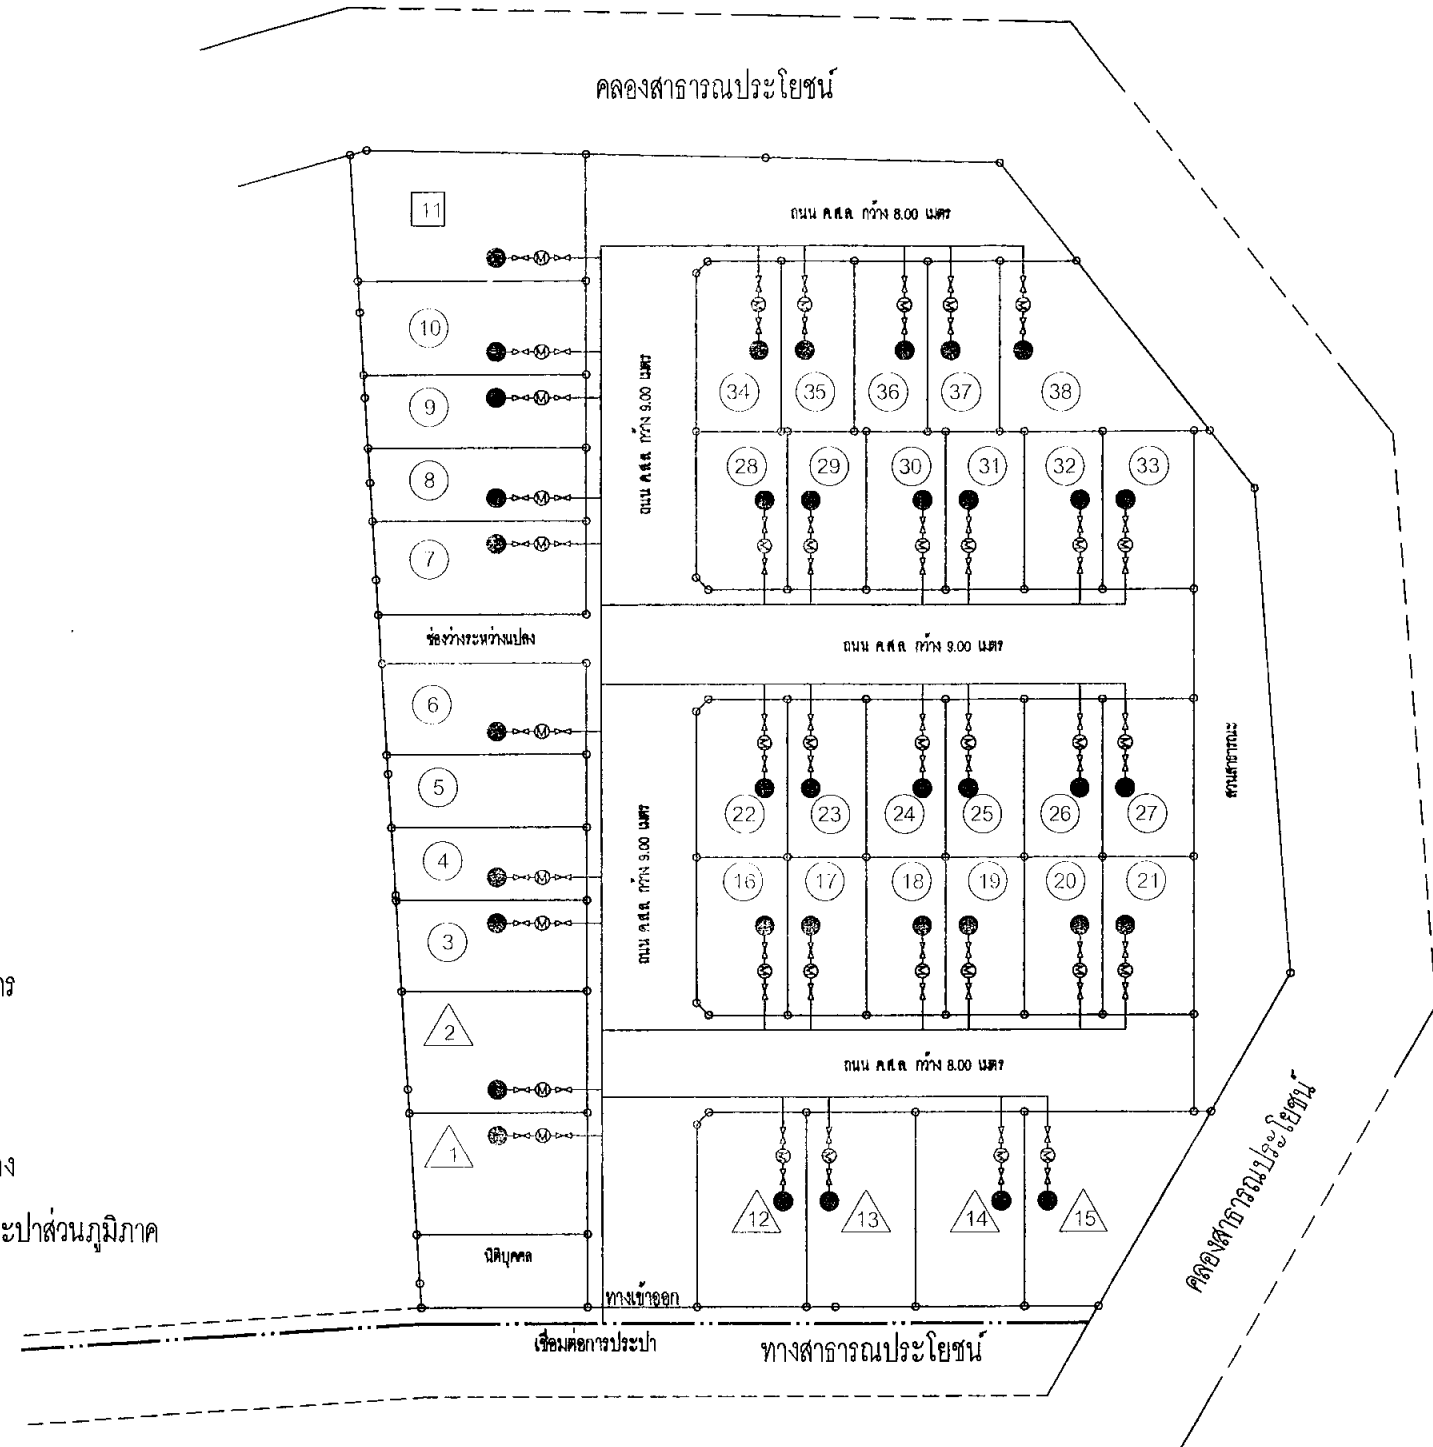 คลองสาธารณประโยชน์
11
ถนน ค.ส.ล. กว้าง 8.00 เมตร
10
34
35
36
37
38
9
ถนน ค.ส.ล. กว้าง 9.00 เมตร
8
28
29
30
31
32
33
7
ช่องว่างระหว่างแปลง
ถนน ค.ส.ล. กว้าง 9.00 เมตร
6
สวนสาธารณะ
5
22
23
24
25
26
27
4
ถนน ค.ส.ล. กว้าง 9.00 เมตร
16
17
18
19
20
21
3
2
ถนน ค.ส.ล. กว้าง 8.00 เมตร
1
12
13
14
15
คลองสาธารณประโยชน์
ะปาส่วนภูมิภาค
นิติบุคคล
ทางเข้าออก
เชื่อมต่อการประปา
ทางสาธารณประโยชน์